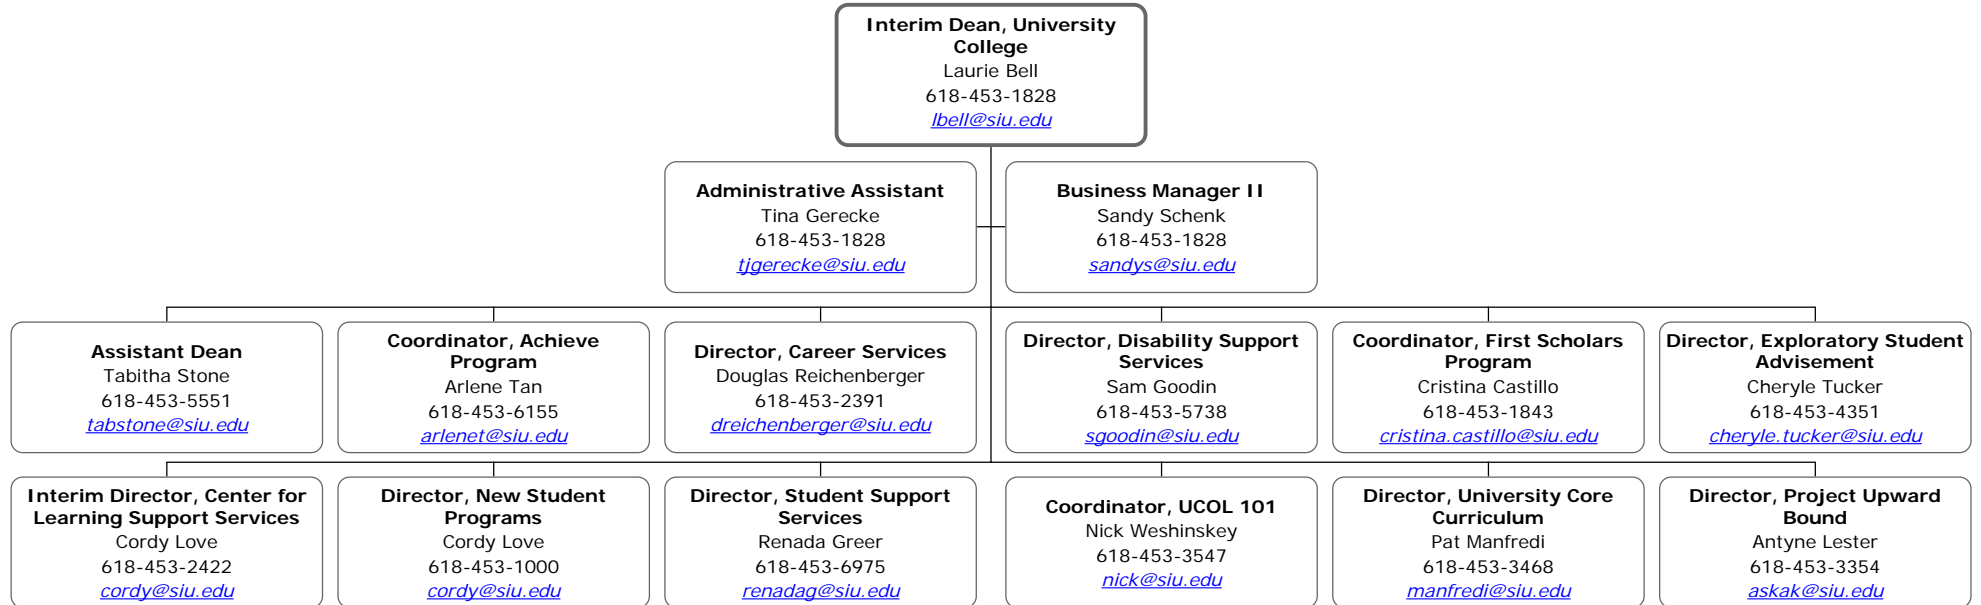 Interim Dean, University
College
Laurie Bell
618-453-1828
lbell@siu.edu
Administrative Assistant
Tina Gerecke
618-453-1828
tjgerecke@siu.edu
Business Manager II
Sandy Schenk
618-453-1828
sandys@siu.edu
Assistant Dean
Tabitha Stone
618-453-5551
tabstone@siu.edu
Coordinator, Achieve
Program
Arlene Tan
618-453-6155
arlenet@siu.edu
Director, Career Services
Douglas Reichenberger
618-453-2391
dreichenberger@siu.edu
Director, Disability Support
Services
Sam Goodin
618-453-5738
sgoodin@siu.edu
Coordinator, First Scholars
Program
Cristina Castillo
618-453-1843
cristina.castillo@siu.edu
Director, Exploratory Student
Advisement
Cheryle Tucker
618-453-4351
cheryle.tucker@siu.edu
Interim Director, Center for
Learning Support Services
Cordy Love
618-453-2422
cordy@siu.edu
Director, New Student
Programs
Cordy Love
618-453-1000
cordy@siu.edu
Director, Student Support
Services
Renada Greer
618-453-6975
renadag@siu.edu
Coordinator, UCOL 101
Nick Weshinskey
618-453-3547
nick@siu.edu
Director, University Core
Curriculum
Pat Manfredi
618-453-3468
manfredi@siu.edu
Director, Project Upward
Bound
Antyne Lester
618-453-3354
askak@siu.edu